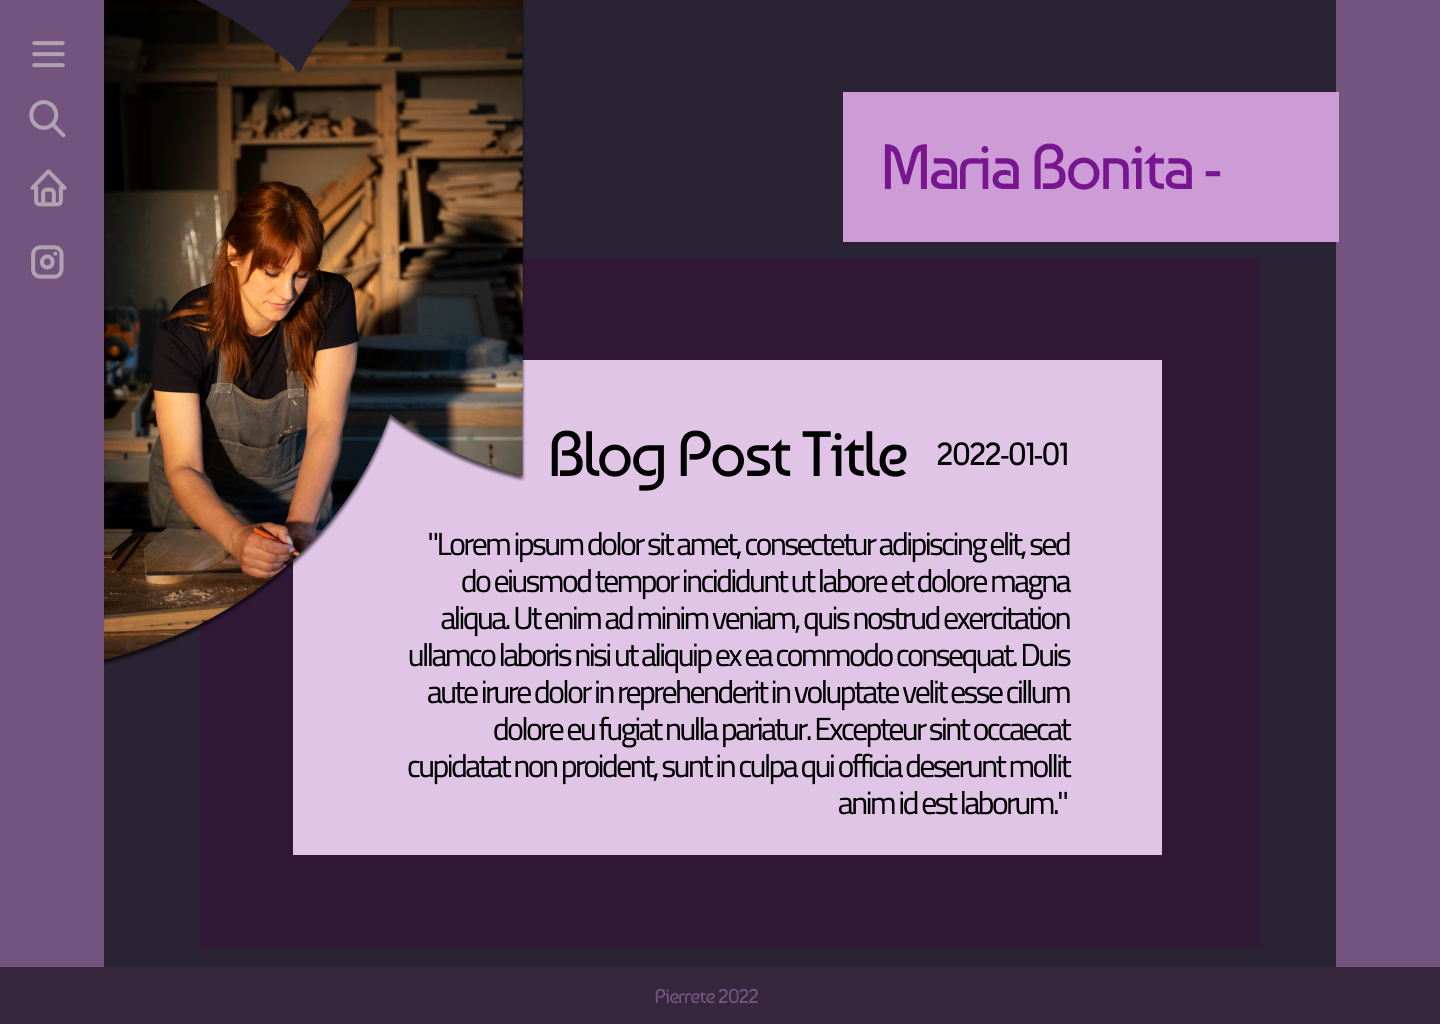 Maria Bonita -
Blog Post Title 2022-01-01
"Lorem ipsum dolor sit amet, consectetur adipiscing elit, sed
do eiusmod tempor incididunt ut labore et dolore magna
aliqua. Ut enim ad minim veniam, quis nostrud exercitation
ullamco laboris nisi ut aliquip ex ea commodo consequat. Duis
aute irure dolor in reprehenderit in voluptate velit esse cillum
dolore eu fugiat nulla pariatur. Excepteur sint occaecat
cupidatat non proident, sunt in culpa qui officia deserunt mollit
anim id est laborum."
Pierrete 2022